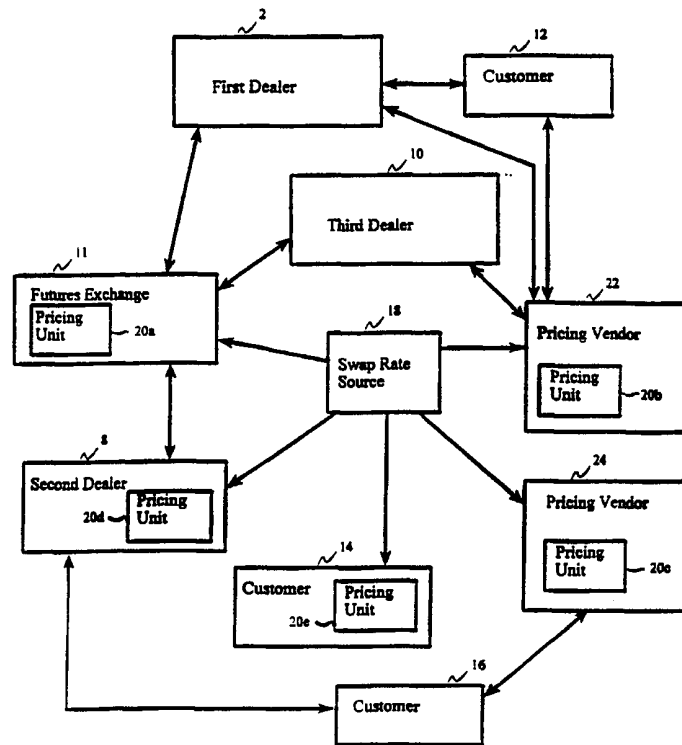 2
First Dealer
12
Customer
10
Third Dealer
11
Futures Exchange
Pricing
Unit
20a
18
Swap Rate
Source
22
Pricing Vendor
Pricing
Unit
20b
8
Second Dealer
Pricing
Unit
20d
14
Customer
Pricing
Unit
20e
24
Pricing Vendor
Pricing
Unit
20c
16
Customer